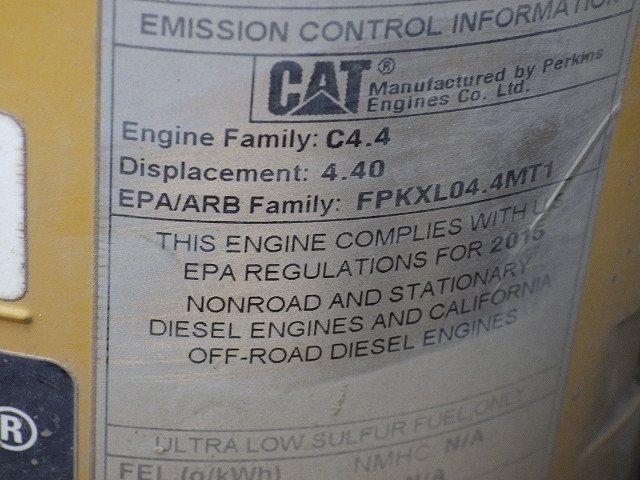 EMISSION CONTROL INFORMATION
CAT® Manufactured by Perkins
Engines Co. Ltd.
Engine Family: C4.4
Displacement: 4.40
EPA/ARB Family: FPKXL04.4MT1
THIS ENGINE COMPLIES WITH US
EPA REGULATIONS FOR 2015
NONROAD AND STATIONARY
DIESEL ENGINES AND CALIFORNIA
OFF-ROAD DIESEL ENGINES
ULTRA LOW SULFUR FUEL ONLY
FEL (g/kWh) NMHC: N/A
N/A
®